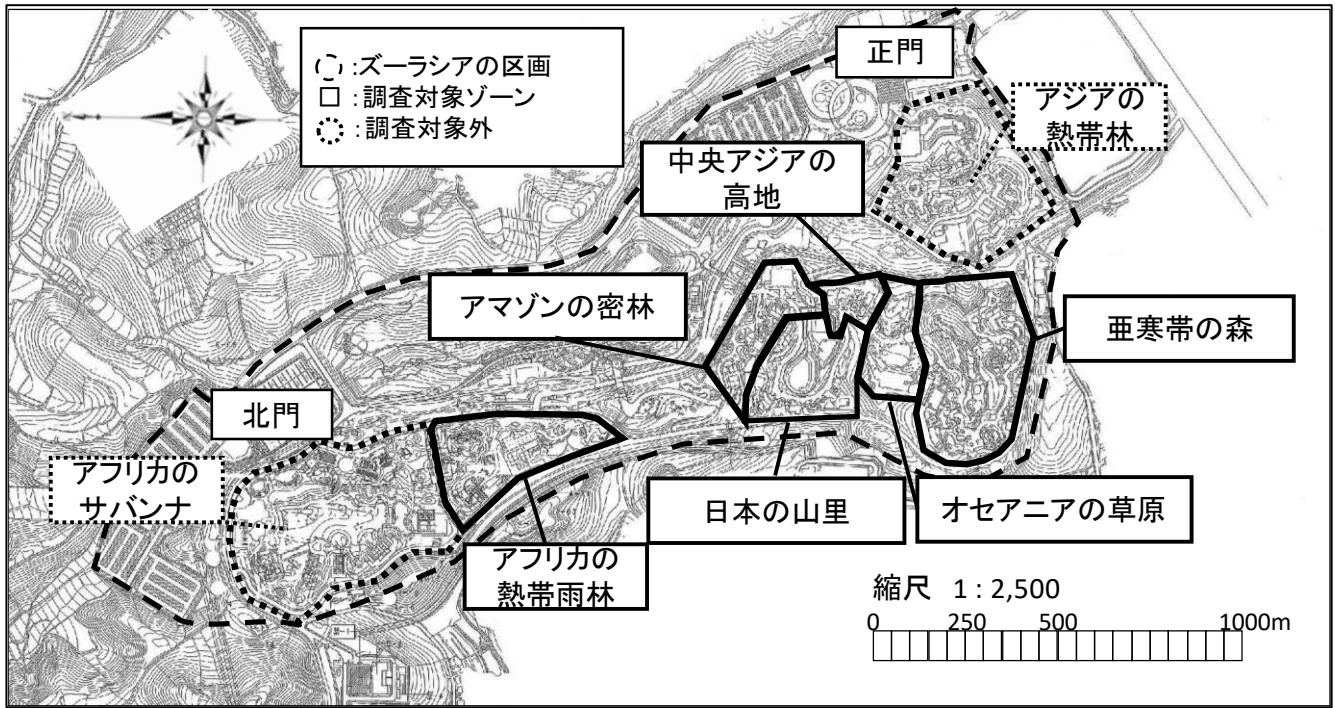 :ズーラシアの区画
:調査対象ゾーン
:調査対象外
正門
アジアの
熱帯林
中央アジアの
高地
アマゾンの密林
亜寒帯の森
北門
アフリカの
サバンナ
日本の山里
オセアニアの草原
アフリカの
熱帯雨林
縮尺 1 : 2,500
0 250 500 1000m